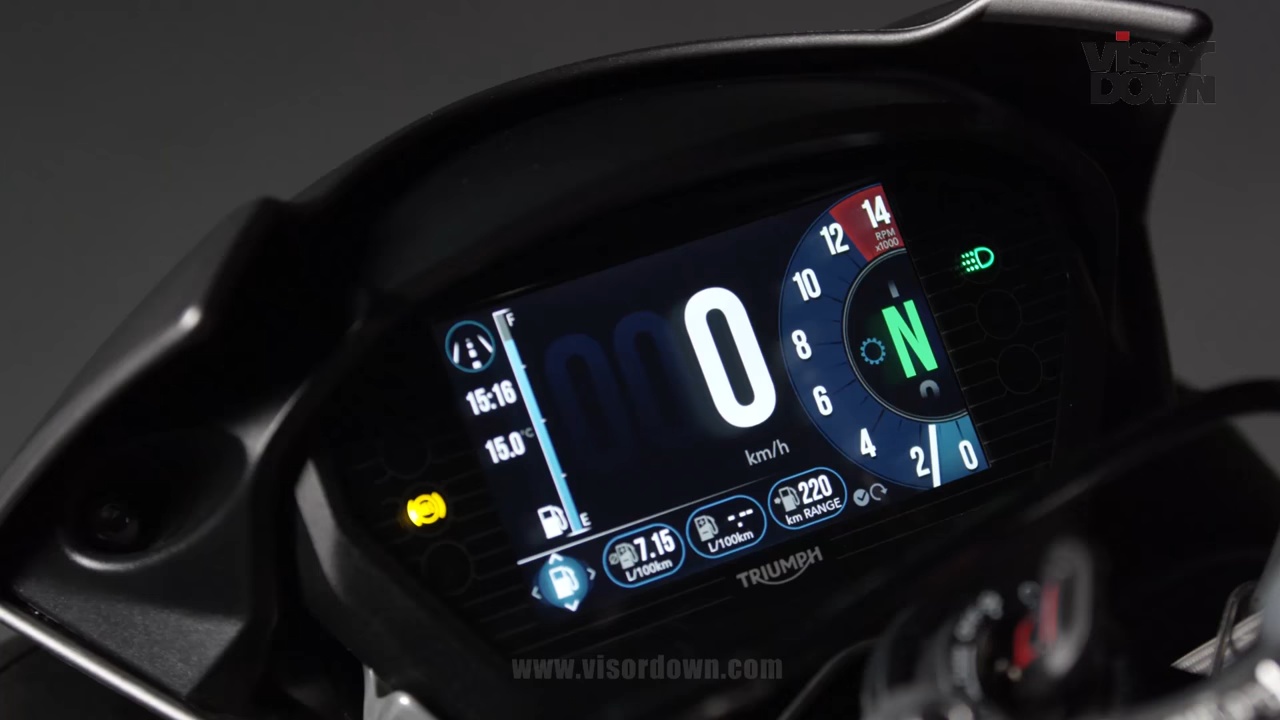 VISOR
DOWN
14
RPM
x1000
12
10
8
6
4
2
0
N
F
15:16
15.0°C
0
km/h
E
7.15
L/100km
-.--
L/100km
220
km RANGE
TRIUMPH
www.visordown.com